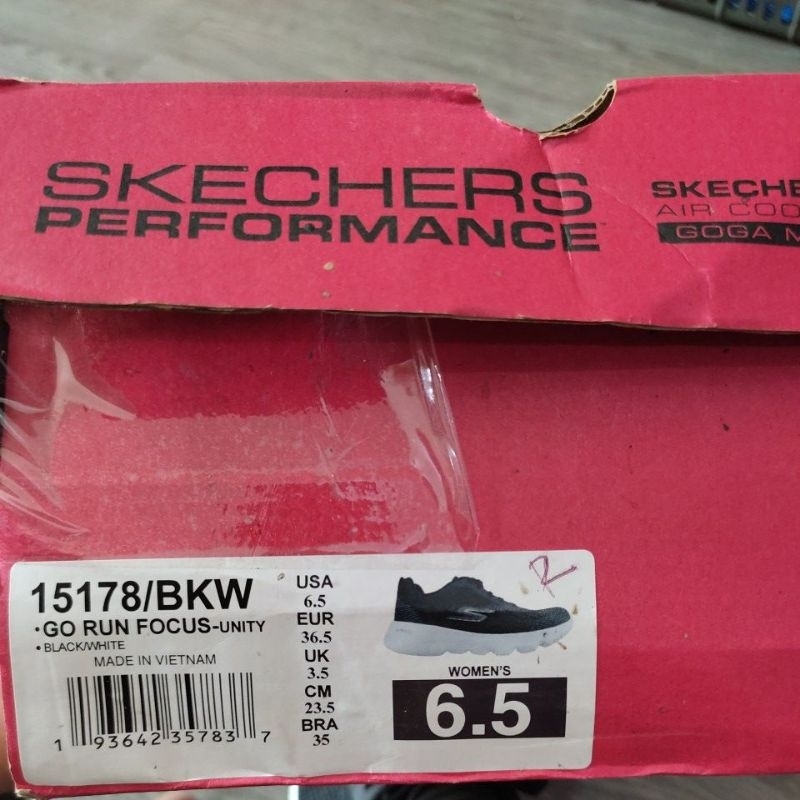 SKECHERS
PERFORMANCE
SKECHE
AIR COO
GOGA M
15178/BKW
•GO RUN FOCUS-UNITY
•BLACK/WHITE
MADE IN VIETNAM
1 93642 35783 7
USA
6.5
EUR
36.5
UK
3.5
CM
23.5
BRA
35
R
WOMEN'S
6.5